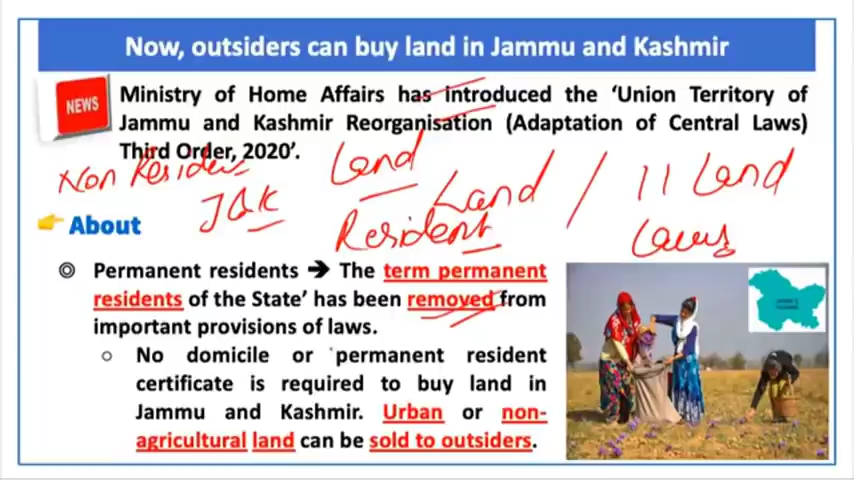 Now, outsiders can buy land in Jammu and Kashmir
NEWS
Ministry of Home Affairs has introduced the ‘Union Territory of
Jammu and Kashmir Reorganisation (Adaptation of Central Laws)
Third Order, 2020’.
Non Resident
Land
J&K
Land / 11 Land
Resident
Laws
About
Permanent residents ➔ The term permanent
residents of the State’ has been removed from
important provisions of laws.
No domicile or permanent resident
certificate is required to buy land in
Jammu and Kashmir. Urban or non-
agricultural land can be sold to outsiders.